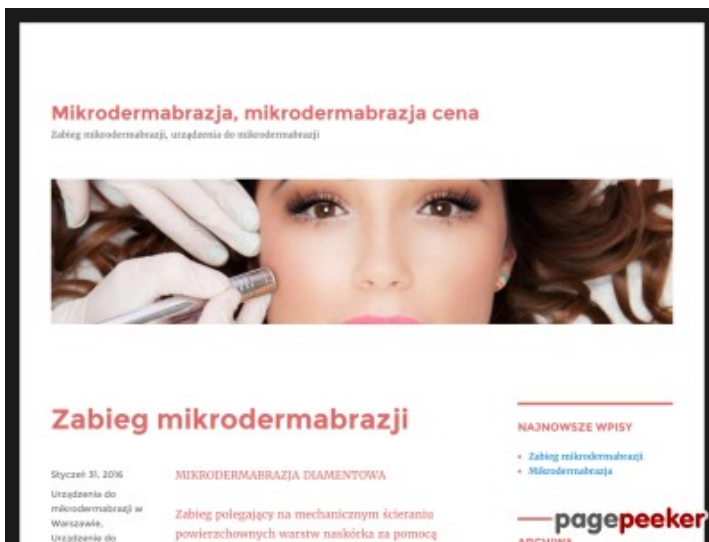 Mikrodermabrazja, mikrodermabrazja cena
Zabieg mikrodermabrazji, urządzenia do mikrodermabrazji
Zabieg mikrodermabrazji
Styczeń 31, 2016
Urządzenia do
mikrodermabrazji w
Warszawie,
Urządzenie do
MIKRODERMABRAZJA DIAMENTOWA
Zabieg polegający na mechanicznym ścieraniu
powierzchownych warstw naskórka za pomocą
NAJNOWSZE WPISY
Zabieg mikrodermabrazji
Mikrodermabrazja
ARCHIWA
pagepeeker